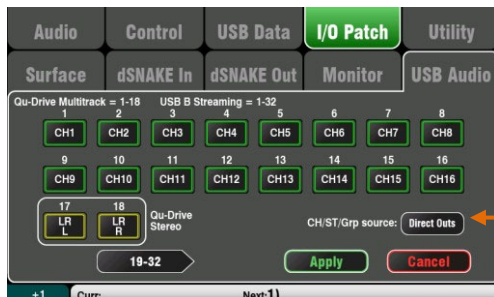 Audio Control USB Data I/O Patch Utility
Surface dSNAKE In dSNAKE Out Monitor USB Audio
Qu-Drive Multitrack = 1-18 USB B Streaming = 1-32
1 2 3 4 5 6 7 8
CH1 CH2 CH3 CH4 CH5 CH6 CH7 CH8
9 10 11 12 13 14 15 16
CH9 CH10 CH11 CH12 CH13 CH14 CH15 CH16
17 18
LR L LR R Qu-Drive Stereo CH/ST/Grp source: Direct Outs
19-32 Apply Cancel
+1 Curr: Next:1)